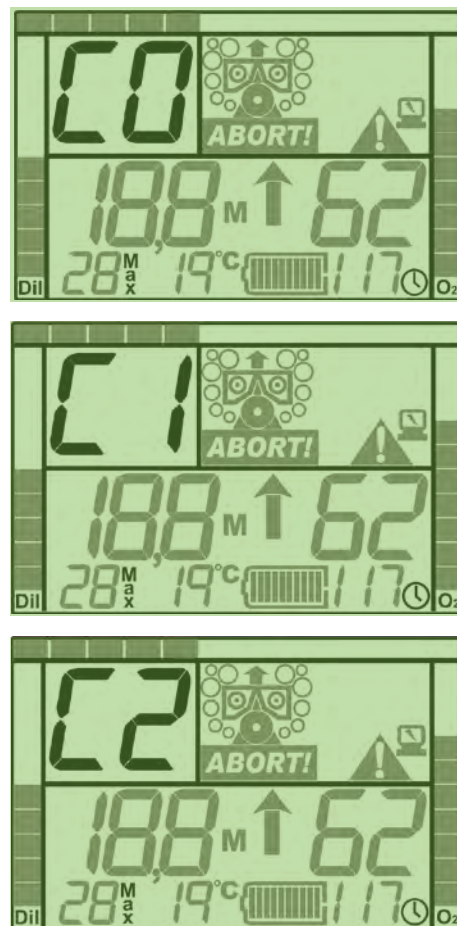 C0
ABORT!
18,8 M 62
Dil 28 Max 19°C 117 O2
C1
ABORT!
18,8 M 62
Dil 28 Max 19°C 117 O2
C2
ABORT!
18,8 M 62
Dil 28 Max 19°C 117 O2